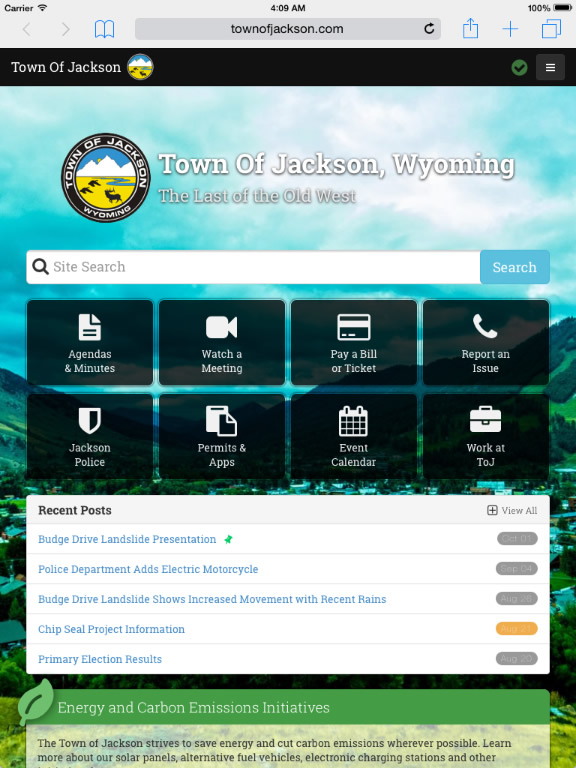 Carrier 4:09 AM 100%
townofjackson.com
Town Of Jackson
TOWN OF JACKSON
WYOMING
Town Of Jackson, Wyoming
The Last of the Old West
Site Search Search
Agendas
& Minutes
Watch a
Meeting
Pay a Bill
or Ticket
Report an
Issue
Jackson
Police
Permits &
Apps
Event
Calendar
Work at
ToJ
Recent Posts View All
Budge Drive Landslide Presentation Oct 01
Police Department Adds Electric Motorcycle Sep 04
Budge Drive Landslide Shows Increased Movement with Recent Rains Aug 26
Chip Seal Project Information Aug 21
Primary Election Results Aug 20
Energy and Carbon Emissions Initiatives
The Town of Jackson strives to save energy and cut carbon emissions wherever possible. Learn
more about our solar panels, alternative fuel vehicles, electronic charging stations and other